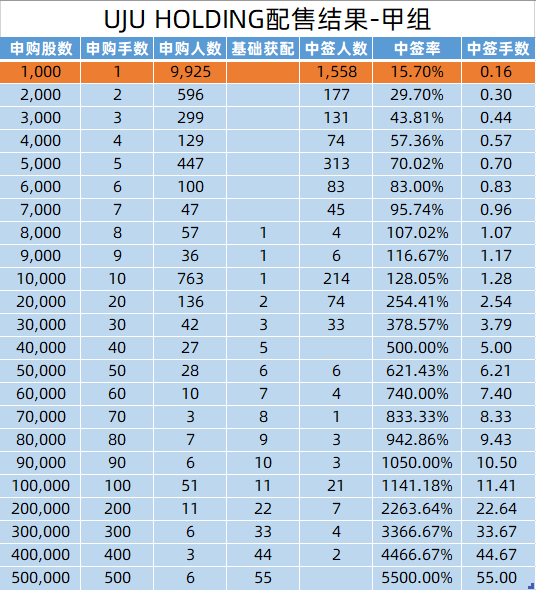 UJU HOLDING配售结果-甲组
申购股数 申购手数 申购人数 基础获配 中签人数 中签率 中签手数
1,000 1 9,925 1,558 15.70% 0.16
2,000 2 596 177 29.70% 0.30
3,000 3 299 131 43.81% 0.44
4,000 4 129 74 57.36% 0.57
5,000 5 447 313 70.02% 0.70
6,000 6 100 83 83.00% 0.83
7,000 7 47 45 95.74% 0.96
8,000 8 57 1 4 107.02% 1.07
9,000 9 36 1 6 116.67% 1.17
10,000 10 763 1 214 128.05% 1.28
20,000 20 136 2 74 254.41% 2.54
30,000 30 42 3 33 378.57% 3.79
40,000 40 27 5 500.00% 5.00
50,000 50 28 6 6 621.43% 6.21
60,000 60 10 7 4 740.00% 7.40
70,000 70 3 8 1 833.33% 8.33
80,000 80 7 9 3 942.86% 9.43
90,000 90 6 10 3 1050.00% 10.50
100,000 100 51 11 21 1141.18% 11.41
200,000 200 11 22 7 2263.64% 22.64
300,000 300 6 33 4 3366.67% 33.67
400,000 400 3 44 2 4466.67% 44.67
500,000 500 6 55 5500.00% 55.00